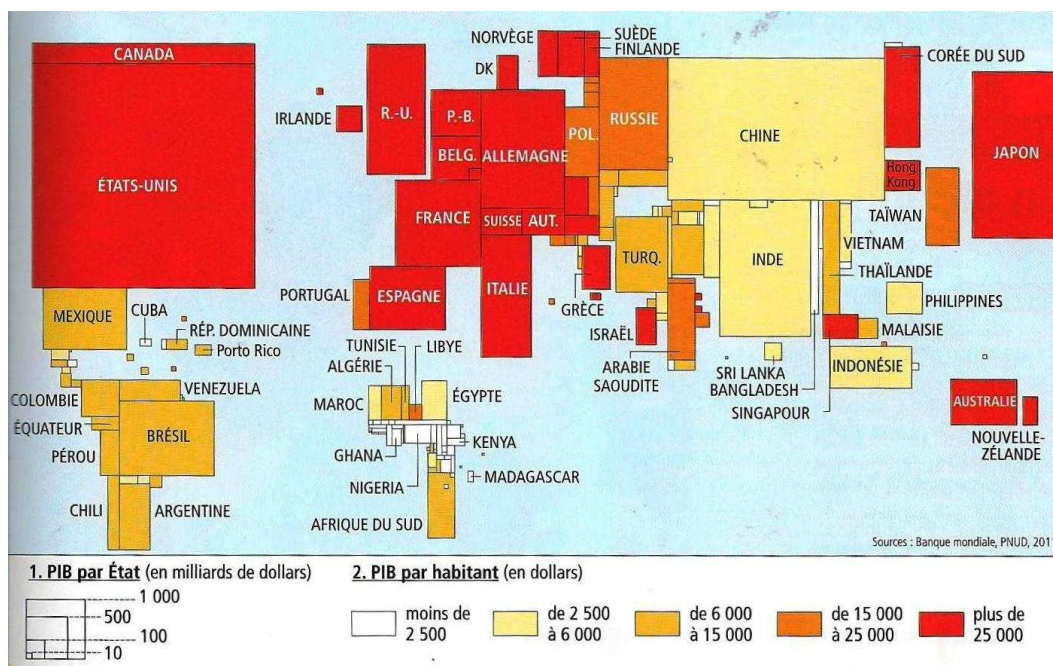 CANADA
ÉTATS-UNIS
MEXIQUE
CUBA
RÉP. DOMINICAINE
Porto Rico
COLOMBIE
VENEZUELA
ÉQUATEUR
BRÉSIL
PÉROU
CHILI
ARGENTINE
NORVÈGE
SUÈDE
FINLANDE
DK
IRLANDE
R.-U.
P.-B.
BELG.
ALLEMAGNE
POL.
RUSSIE
FRANCE
SUISSE
AUT.
PORTUGAL
ESPAGNE
ITALIE
GRÈCE
TURQ.
ISRAËL
ARABIE
SAOUDITE
TUNISIE
LIBYE
ALGÉRIE
MAROC
ÉGYPTE
GHANA
KENYA
NIGERIA
MADAGASCAR
AFRIQUE DU SUD
CHINE
CORÉE DU SUD
JAPON
Hong
Kong
TAÏWAN
INDE
VIETNAM
THAÏLANDE
PHILIPPINES
MALAISIE
SRI LANKA
BANGLADESH
SINGAPOUR
INDONÉSIE
AUSTRALIE
NOUVELLE-
ZÉLANDE
Sources : Banque mondiale, PNUD,
1. PIB par État (en milliards de dollars)
1 000
500
100
10
2. PIB par habitant (en dollars)
moins de
2 500
de 2 500
à 6 000
de 6 000
à 15 000
de 15 000
à 25 000
plus de
25 000